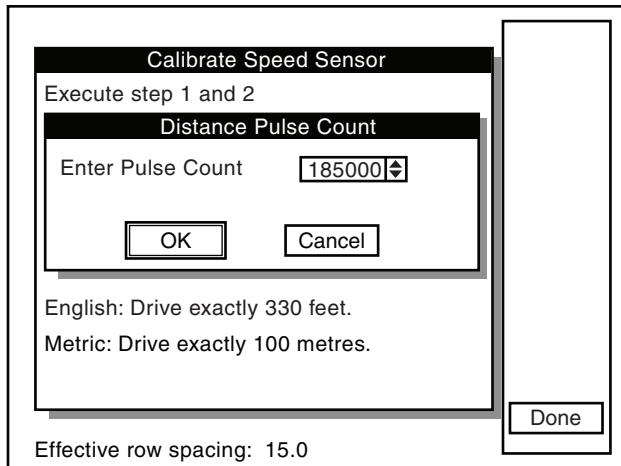 Calibrate Speed Sensor
Execute step 1 and 2
Distance Pulse Count
Enter Pulse Count 185000
OK Cancel
English: Drive exactly 330 feet.
Metric: Drive exactly 100 metres.
Done
Effective row spacing: 15.0